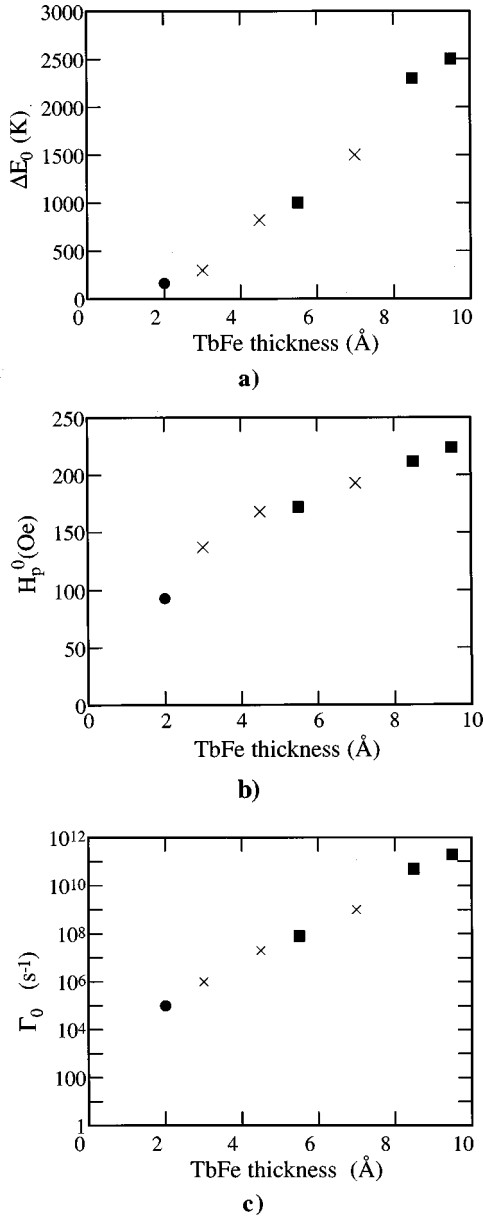 3000
2500
2000
1500
1000
500
0
ΔE₀ (K)
0 2 4 6 8 10
TbFe thickness (Å)
a)
250
200
150
100
50
0
Hₚ⁰(Oe)
0 2 4 6 8 10
TbFe thickness (Å)
b)
10¹²
10¹⁰
10⁸
10⁶
10⁴
100
1
Γ₀ (s⁻¹)
0 2 4 6 8 10
TbFe thickness (Å)
c)